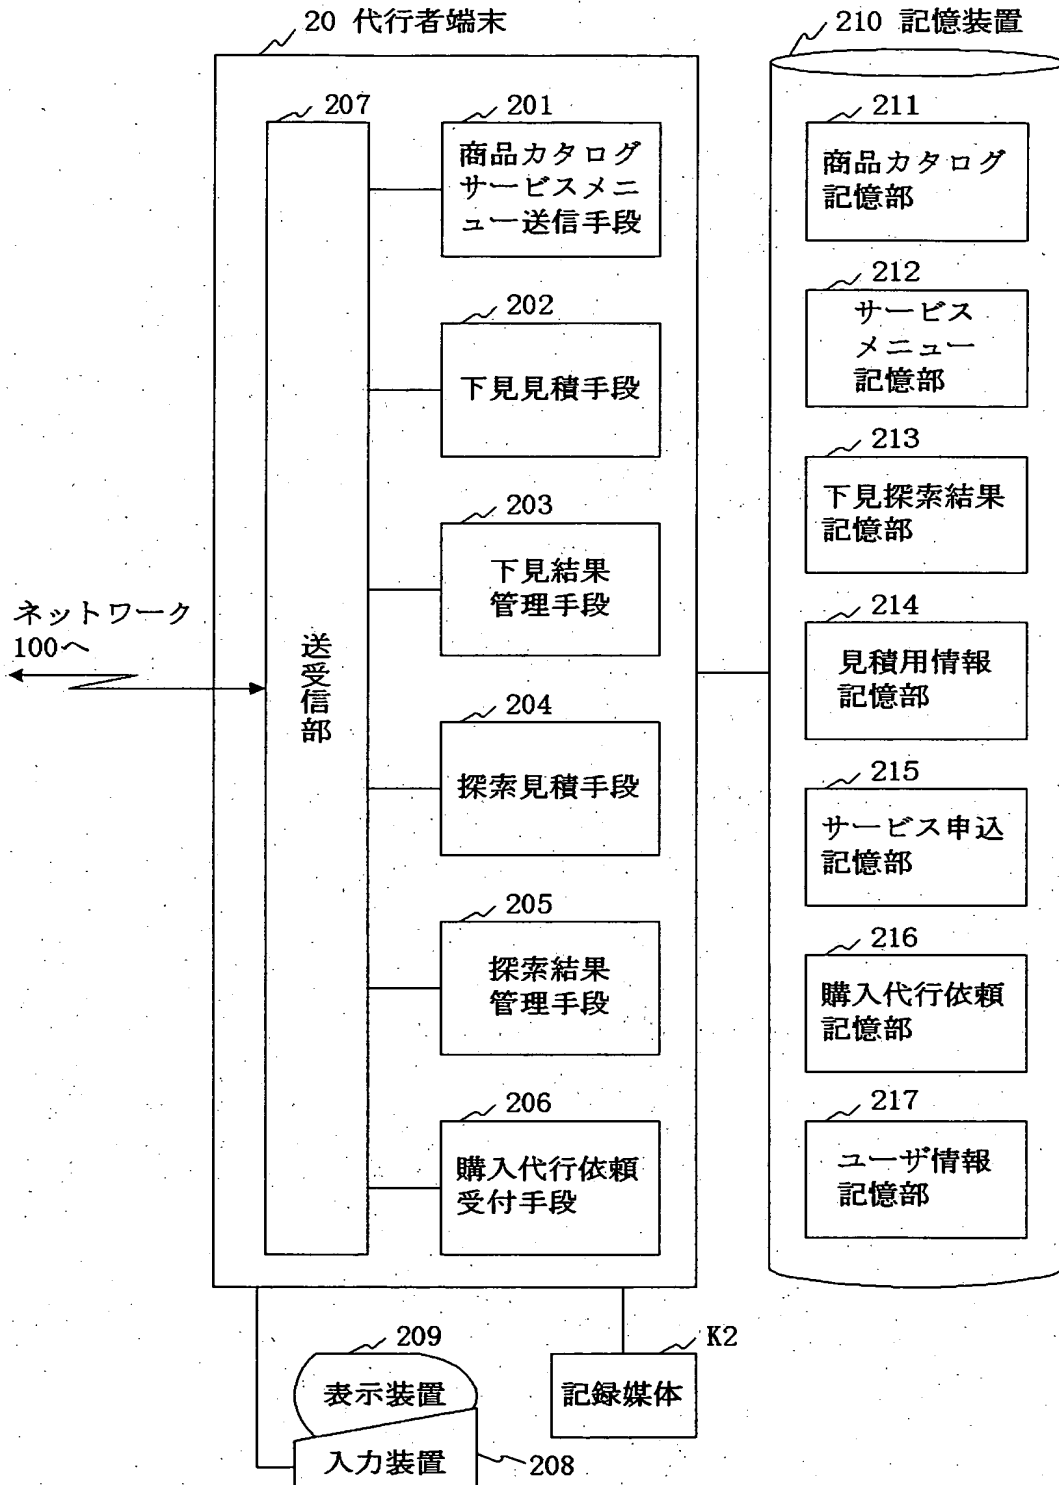 20 代行者端末
210 記憶装置
207
201
商品カタログ
サービスメニ
ュー送信手段
202
下見見積手段
203
下見結果
管理手段
204
探索見積手段
205
探索結果
管理手段
206
購入代行依頼
受付手段
送受信部
ネットワーク
100へ
211
商品カタログ
記憶部
212
サービス
メニュー
記憶部
213
下見探索結果
記憶部
214
見積用情報
記憶部
215
サービス申込
記憶部
216
購入代行依頼
記憶部
217
ユーザ情報
記憶部
209
表示装置
入力装置
208
K2
記録媒体